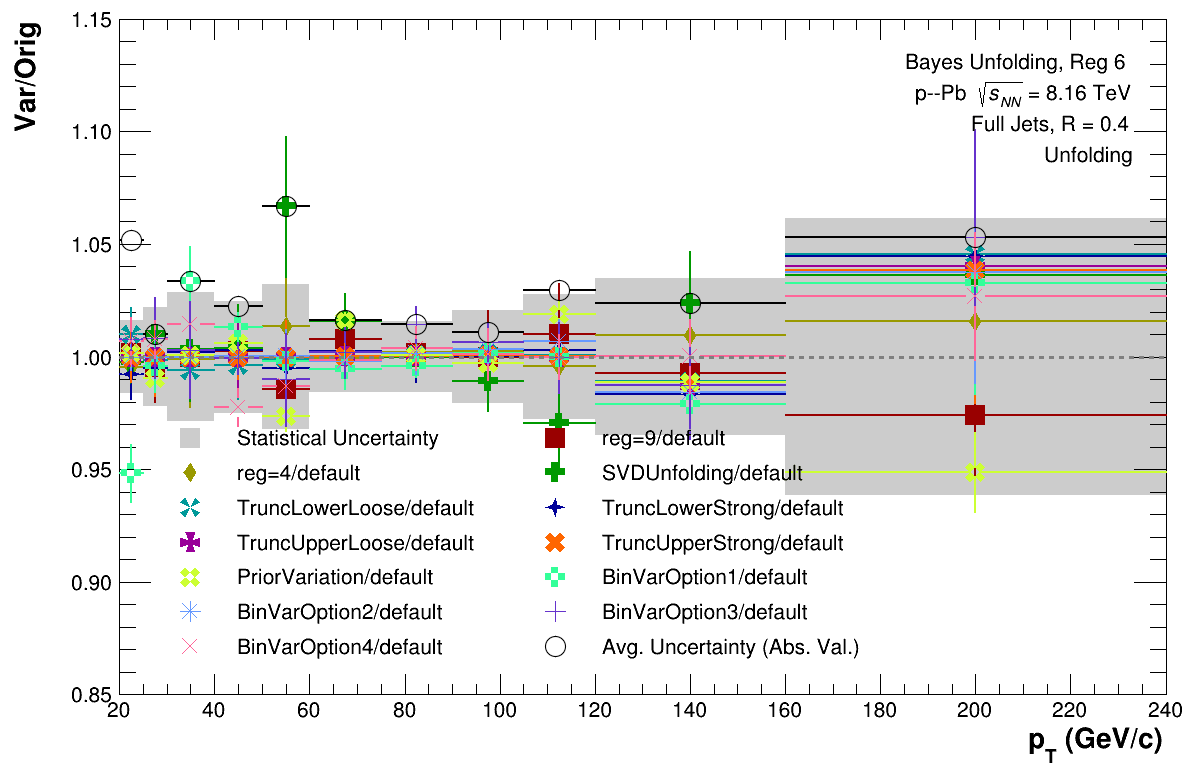 Var/Orig
1.15
1.10
1.05
1.00
0.95
0.90
0.85
Bayes Unfolding, Reg 6
p--Pb √s_NN = 8.16 TeV
Full Jets, R = 0.4
Unfolding
Statistical Uncertainty
reg=9/default
reg=4/default
SVDUnfolding/default
TruncLowerLoose/default
TruncLowerStrong/default
TruncUpperLoose/default
TruncUpperStrong/default
PriorVariation/default
BinVarOption1/default
BinVarOption2/default
BinVarOption3/default
BinVarOption4/default
Avg. Uncertainty (Abs. Val.)
20 40 60 80 100 120 140 160 180 200 220 240
p_T (GeV/c)